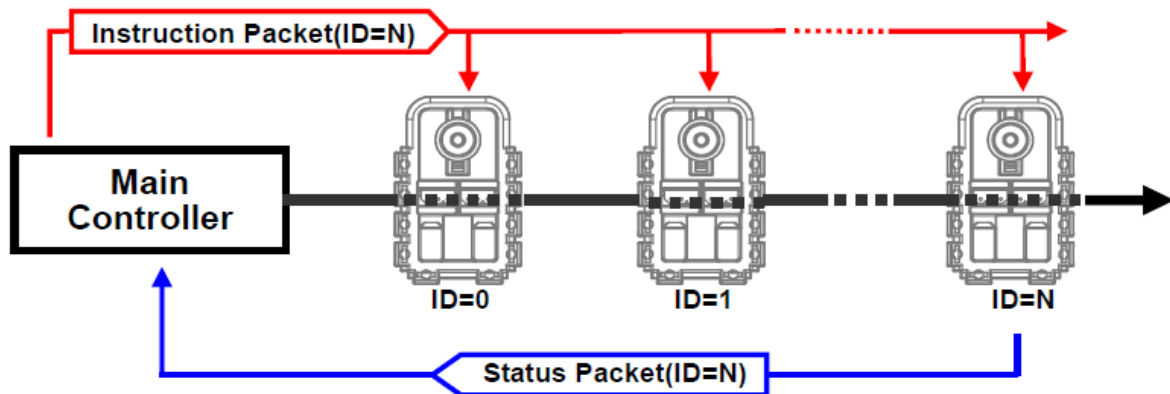 Instruction Packet(ID=N)
Main
Controller
ID=0
ID=1
ID=N
Status Packet(ID=N)